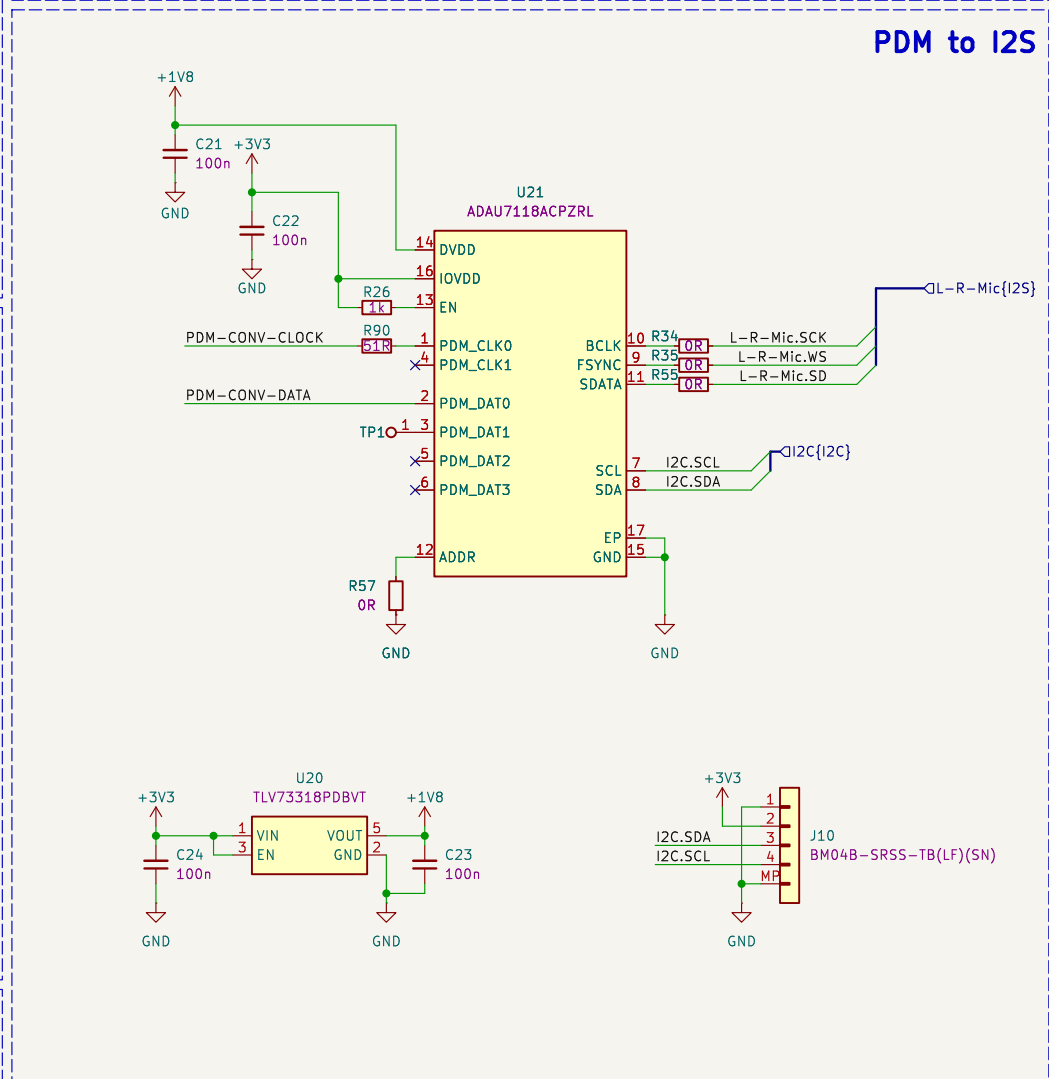 PDM to I2S
+1V8
C21
100n
GND
+3V3
C22
100n
GND
U21
ADAU7118ACPZRL
14 DVDD
16 IOVDD
R26
1k
13 EN
PDM-CONV-CLOCK
R90
51R
1 PDM_CLK0
4 PDM_CLK1
PDM-CONV-DATA
2 PDM_DAT0
TP1 1 3 PDM_DAT1
5 PDM_DAT2
6 PDM_DAT3
12 ADDR
R57
0R
GND
BCLK 10 R34 0R L-R-Mic.SCK
FSYNC 9 R35 0R L-R-Mic.WS
SDATA 11 R55 0R L-R-Mic.SD
L-R-Mic{I2S}
SCL 7 I2C.SCL
SDA 8 I2C.SDA
I2C{I2C}
EP 17
GND 15
GND
U20
TLV73318PDBVT
+3V3
1 VIN
3 EN
C24
100n
GND
VOUT 5
GND 2
+1V8
C23
100n
GND
+3V3
1
2
I2C.SDA 3
I2C.SCL 4
MP
J10
BM04B-SRSS-TB(LF)(SN)
GND